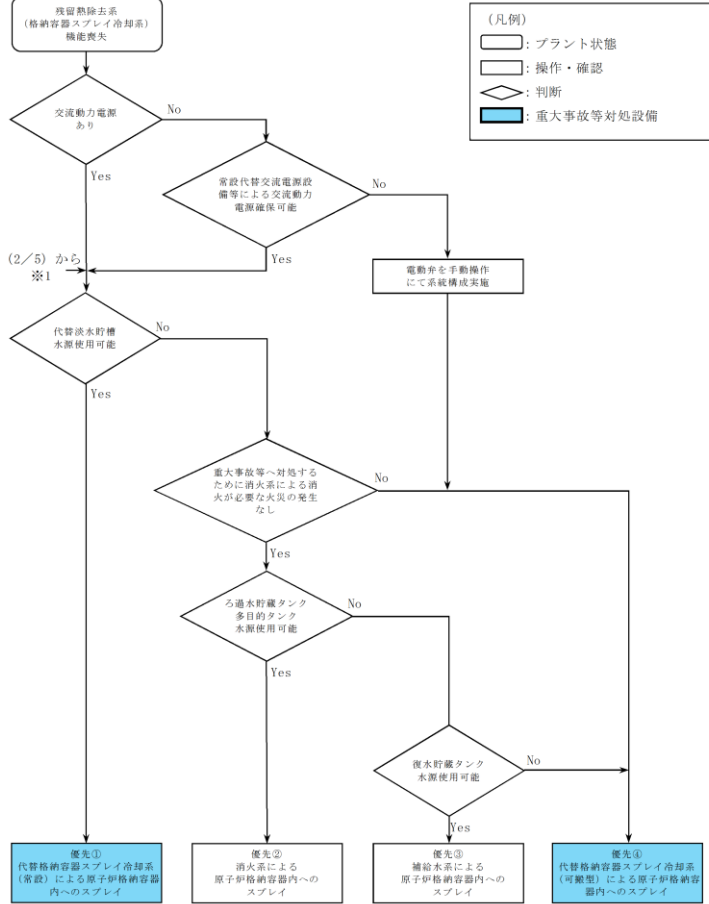 残留熱除去系
(格納容器スプレイ冷却系)
機能喪失
(凡例)
: プラント状態
: 操作・確認
: 判断
: 重大事故等対処設備
交流動力電源
あり
No
Yes
常設代替交流電源設
備等による交流動力
電源確保可能
No
Yes
(2/5) から
※1
電動弁を手動操作
にて系統構成実施
代替淡水貯槽
水源使用可能
No
Yes
重大事故等へ対処する
ために消火系による消
火が必要な火災の発生
なし
No
Yes
ろ過水貯蔵タンク
多目的タンク
水源使用可能
No
Yes
復水貯蔵タンク
水源使用可能
No
Yes
優先①
代替格納容器スプレイ冷却系
(常設)による原子炉格納容器
内へのスプレイ
優先②
消火系による
原子炉格納容器内への
スプレイ
優先③
補給水系による
原子炉格納容器内への
スプレイ
優先④
代替格納容器スプレイ冷却系
(可搬型)による原子炉格納容
器内へのスプレイ